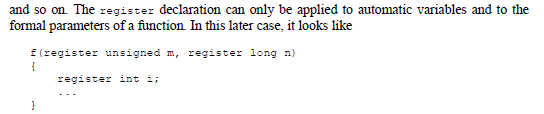 and so on. The register declaration can only be applied to automatic variables and to the
formal parameters of a function. In this later case, it looks like
f(register unsigned m, register long n)
{
register int i;
...
}